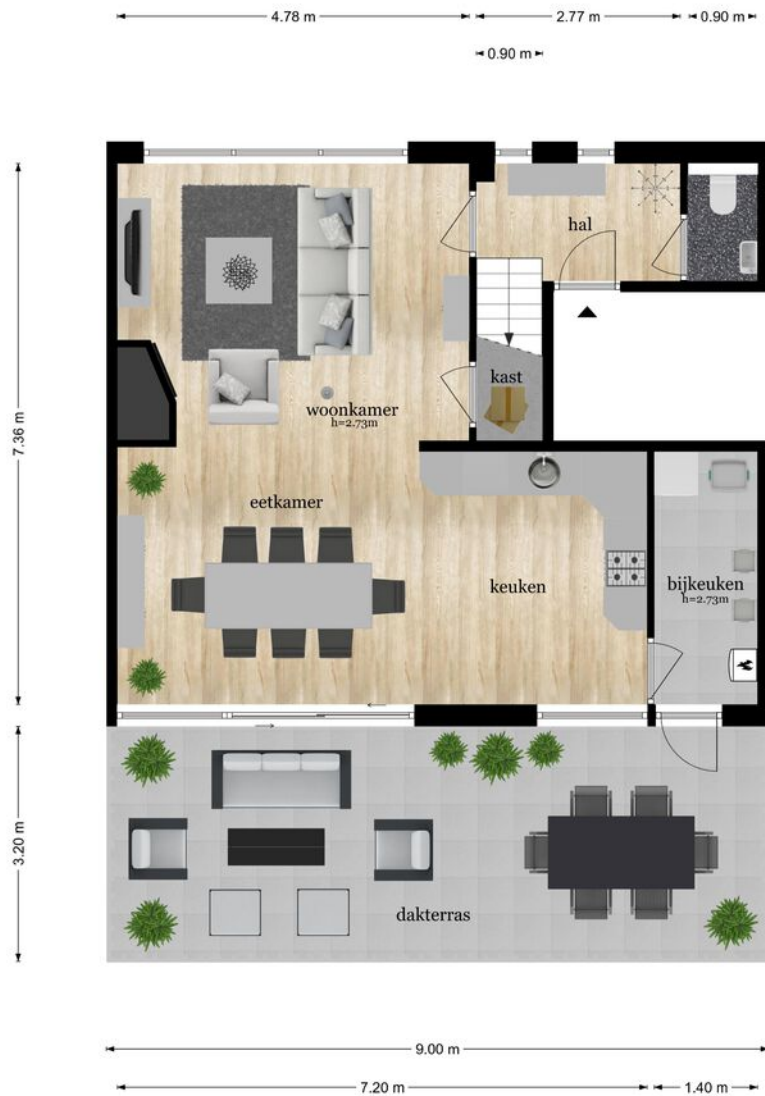 4.78 m
2.77 m
0.90 m
0.90 m
hal
7.36 m
kast
woonkamer
h=2.73m
eetkamer
keuken
bijkeuken
h=2.73m
3.20 m
dakterras
9.00 m
7.20 m
1.40 m